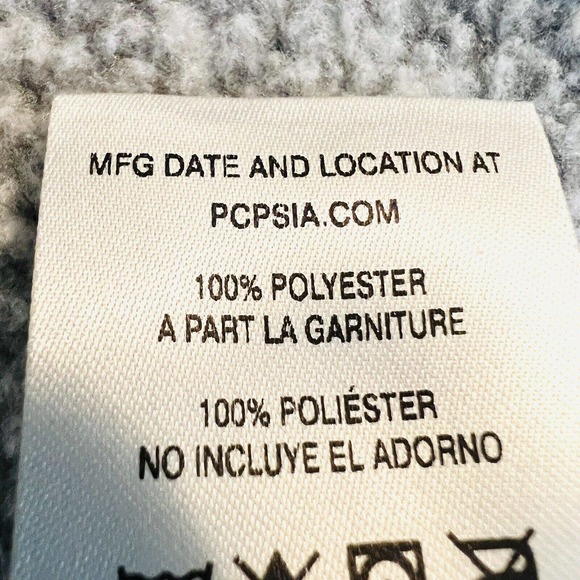 MFG DATE AND LOCATION AT
PCPSIA.COM
100% POLYESTER
A PART LA GARNITURE
100% POLIÉSTER
NO INCLUYE EL ADORNO